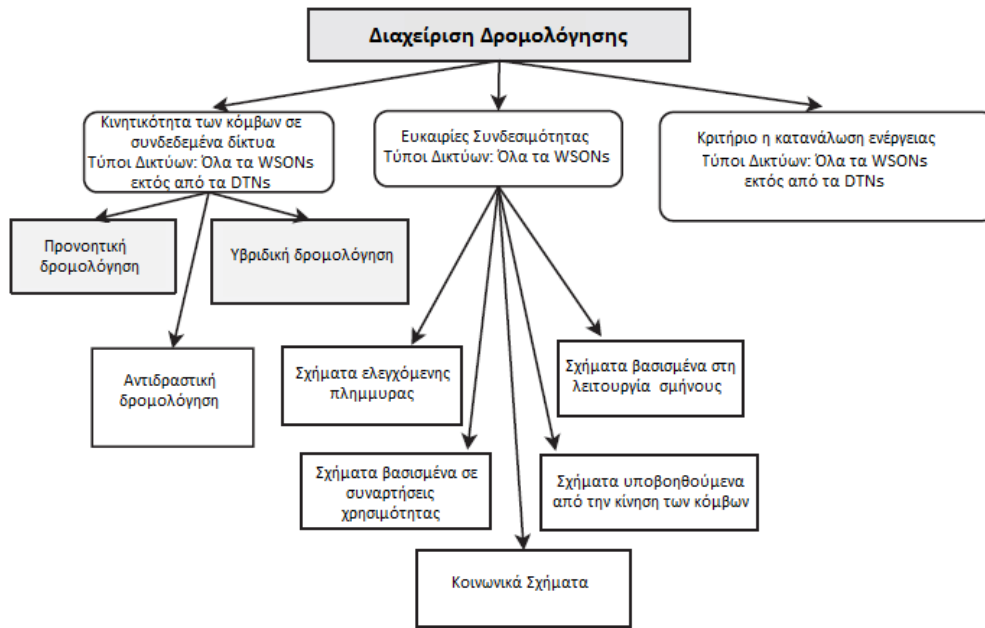 Διαχείριση Δρομολόγησης
Κινητικότητα των κόμβων σε
συνδεδεμένα δίκτυα
Τύποι Δικτύων: Όλα τα WSONs
εκτός από τα DTNs
Ευκαιρίες Συνδεσιμότητας
Τύποι Δικτύων: Όλα τα WSONs
Κριτήριο η κατανάλωση ενέργειας
Τύποι Δικτύων: Όλα τα WSONs
εκτός από τα DTNs
Προνοητική
δρομολόγηση
Υβριδική δρομολόγηση
Αντιδραστική
δρομολόγηση
Σχήματα ελεγχόμενης
πλημμυρας
Σχήματα βασισμένα στη
λειτουργία σμήνους
Σχήματα βασισμένα σε
συναρτήσεις
χρησιμότητας
Σχήματα υποβοηθούμενα
από την κίνηση των κόμβων
Κοινωνικά Σχήματα